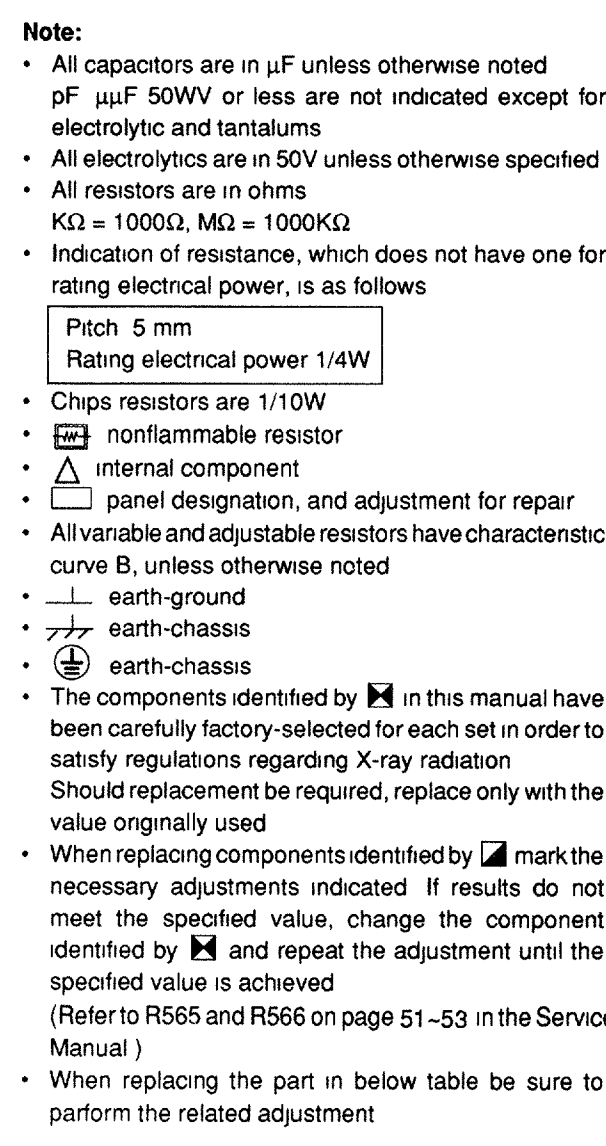 Note:
• All capacitors are in μF unless otherwise noted
pF μμF 50WV or less are not indicated except for
electrolytic and tantalums
• All electrolytics are in 50V unless otherwise specified
• All resistors are in ohms
KΩ = 1000Ω, MΩ = 1000KΩ
• Indication of resistance, which does not have one for
rating electrical power, is as follows
Pitch 5 mm
Rating electrical power 1/4W
• Chips resistors are 1/10W
• nonflammable resistor
• internal component
• panel designation, and adjustment for repair
• All variable and adjustable resistors have characteristic
curve B, unless otherwise noted
• earth-ground
• earth-chassis
• earth-chassis
• The components identified by in this manual have
been carefully factory-selected for each set in order to
satisfy regulations regarding X-ray radiation
Should replacement be required, replace only with the
value originally used
• When replacing components identified by mark the
necessary adjustments indicated If results do not
meet the specified value, change the component
identified by and repeat the adjustment until the
specified value is achieved
(Refer to R565 and R566 on page 51~53 in the Service
Manual )
• When replacing the part in below table be sure to
parform the related adjustment